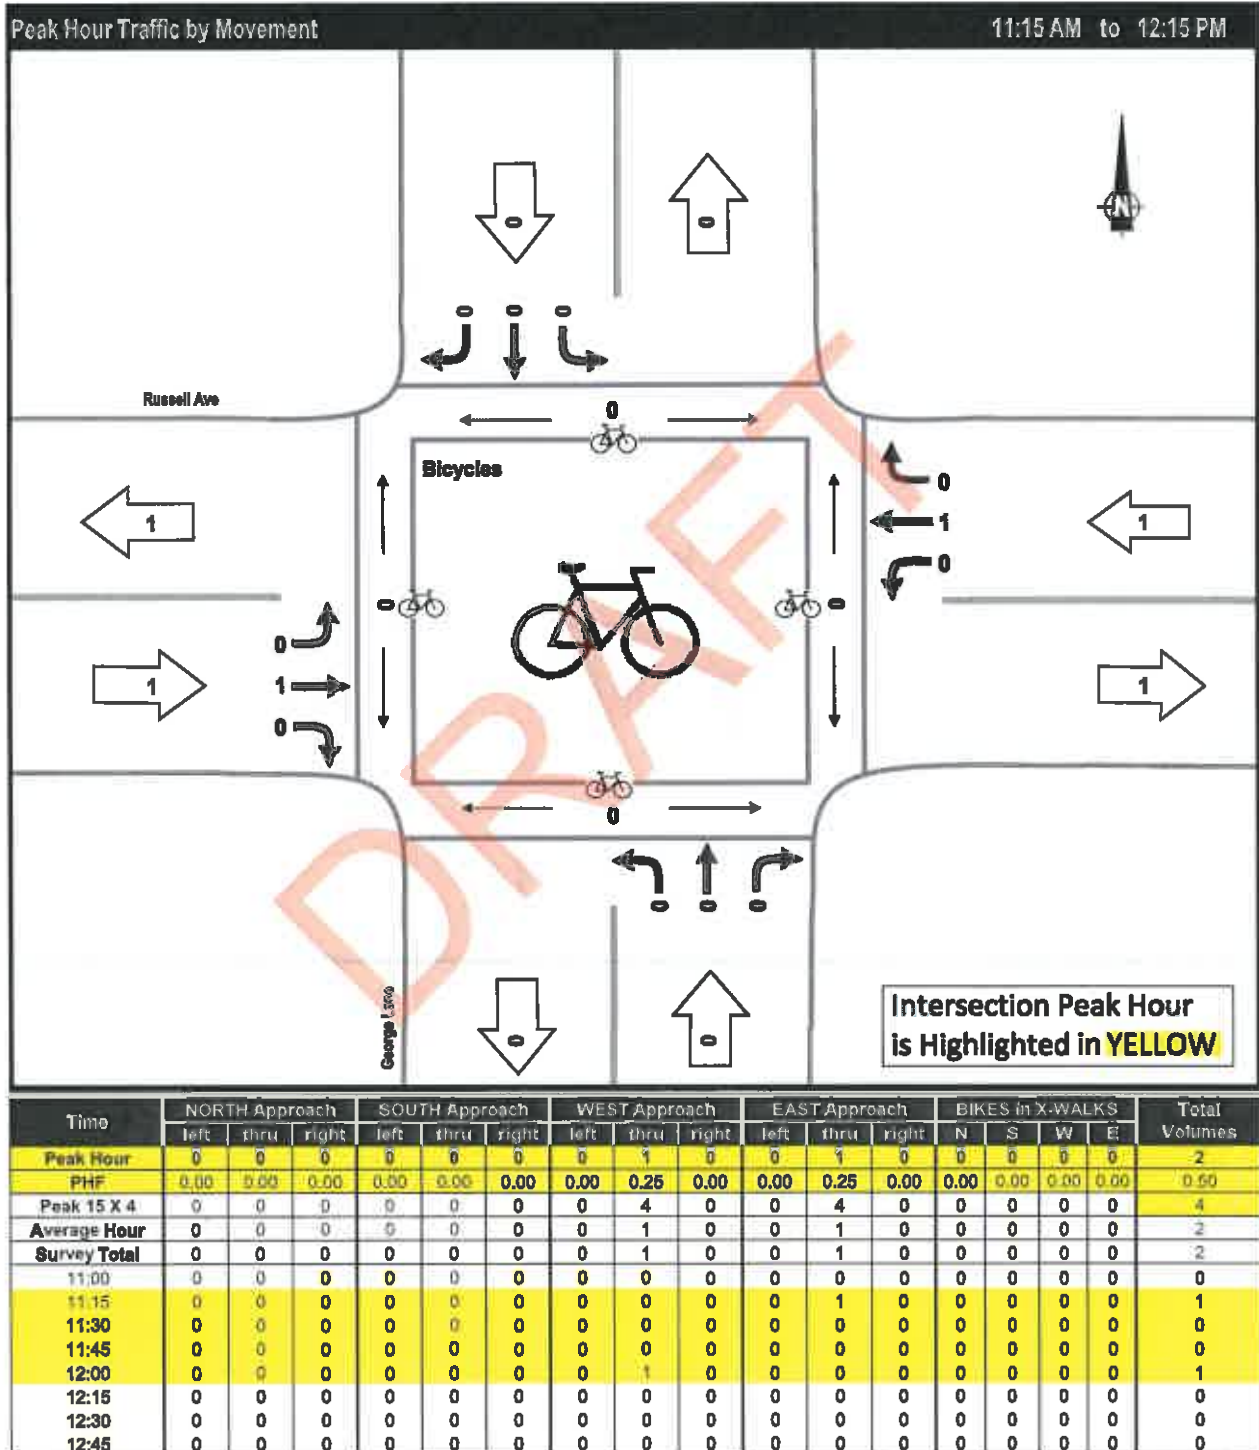 Peak Hour Traffic by Movement 11:15 AM to 12:15 PM
0 0
N
0 0 0
Russell Ave
0
Bicycles
0
1 1 1
0
0 0
0
1 1 1
0
0
0 0 0
DRAFT
George Lane
0 0
Intersection Peak Hour
is Highlighted in YELLOW
Time NORTH Approach SOUTH Approach WEST Approach EAST Approach BIKES in X-WALKS Total
left thru right left thru right left thru right left thru right N S W E Volumes
Peak Hour 0 0 0 0 0 0 0 1 0 0 1 0 0 0 0 0 2
PHF 0.00 0.00 0.00 0.00 0.00 0.00 0.00 0.25 0.00 0.00 0.25 0.00 0.00 0.00 0.00 0.00 0.50
Peak 15 X 4 0 0 0 0 0 0 0 4 0 0 4 0 0 0 0 0 4
Average Hour 0 0 0 0 0 0 0 1 0 0 1 0 0 0 0 0 2
Survey Total 0 0 0 0 0 0 0 1 0 0 1 0 0 0 0 0 2
11:00 0 0 0 0 0 0 0 0 0 0 0 0 0 0 0 0 0
11:15 0 0 0 0 0 0 0 0 0 0 1 0 0 0 0 0 1
11:30 0 0 0 0 0 0 0 0 0 0 0 0 0 0 0 0 0
11:45 0 0 0 0 0 0 0 0 0 0 0 0 0 0 0 0 0
12:00 0 0 0 0 0 0 0 1 0 0 0 0 0 0 0 0 1
12:15 0 0 0 0 0 0 0 0 0 0 0 0 0 0 0 0 0
12:30 0 0 0 0 0 0 0 0 0 0 0 0 0 0 0 0 0
12:45 0 0 0 0 0 0 0 0 0 0 0 0 0 0 0 0 0